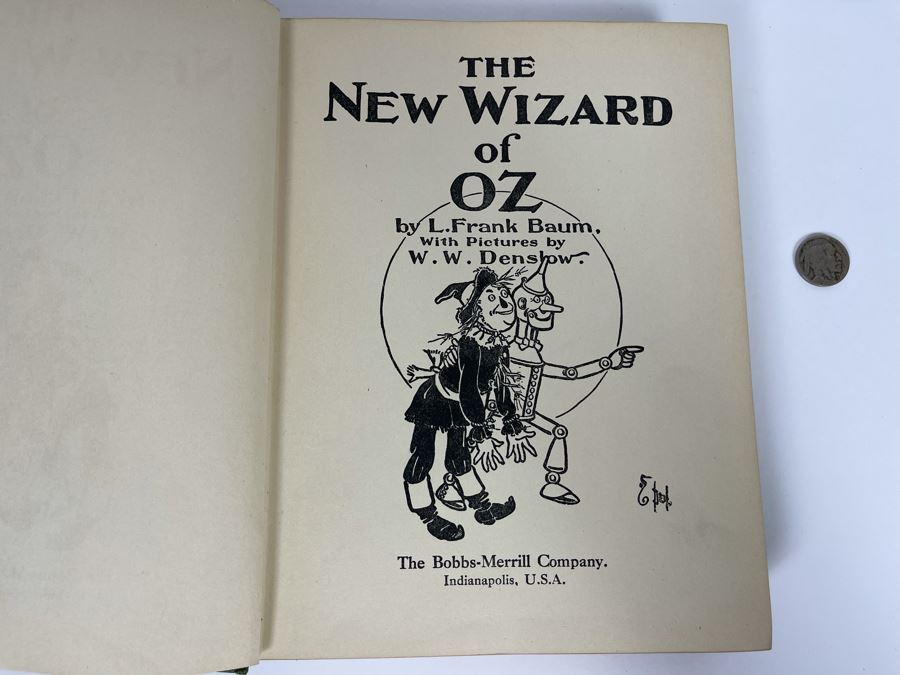 THE
NEW WIZARD
of
OZ
by L. Frank Baum.
With Pictures by
W. W. Denslow.
The Bobbs-Merrill Company.
Indianapolis, U.S.A.